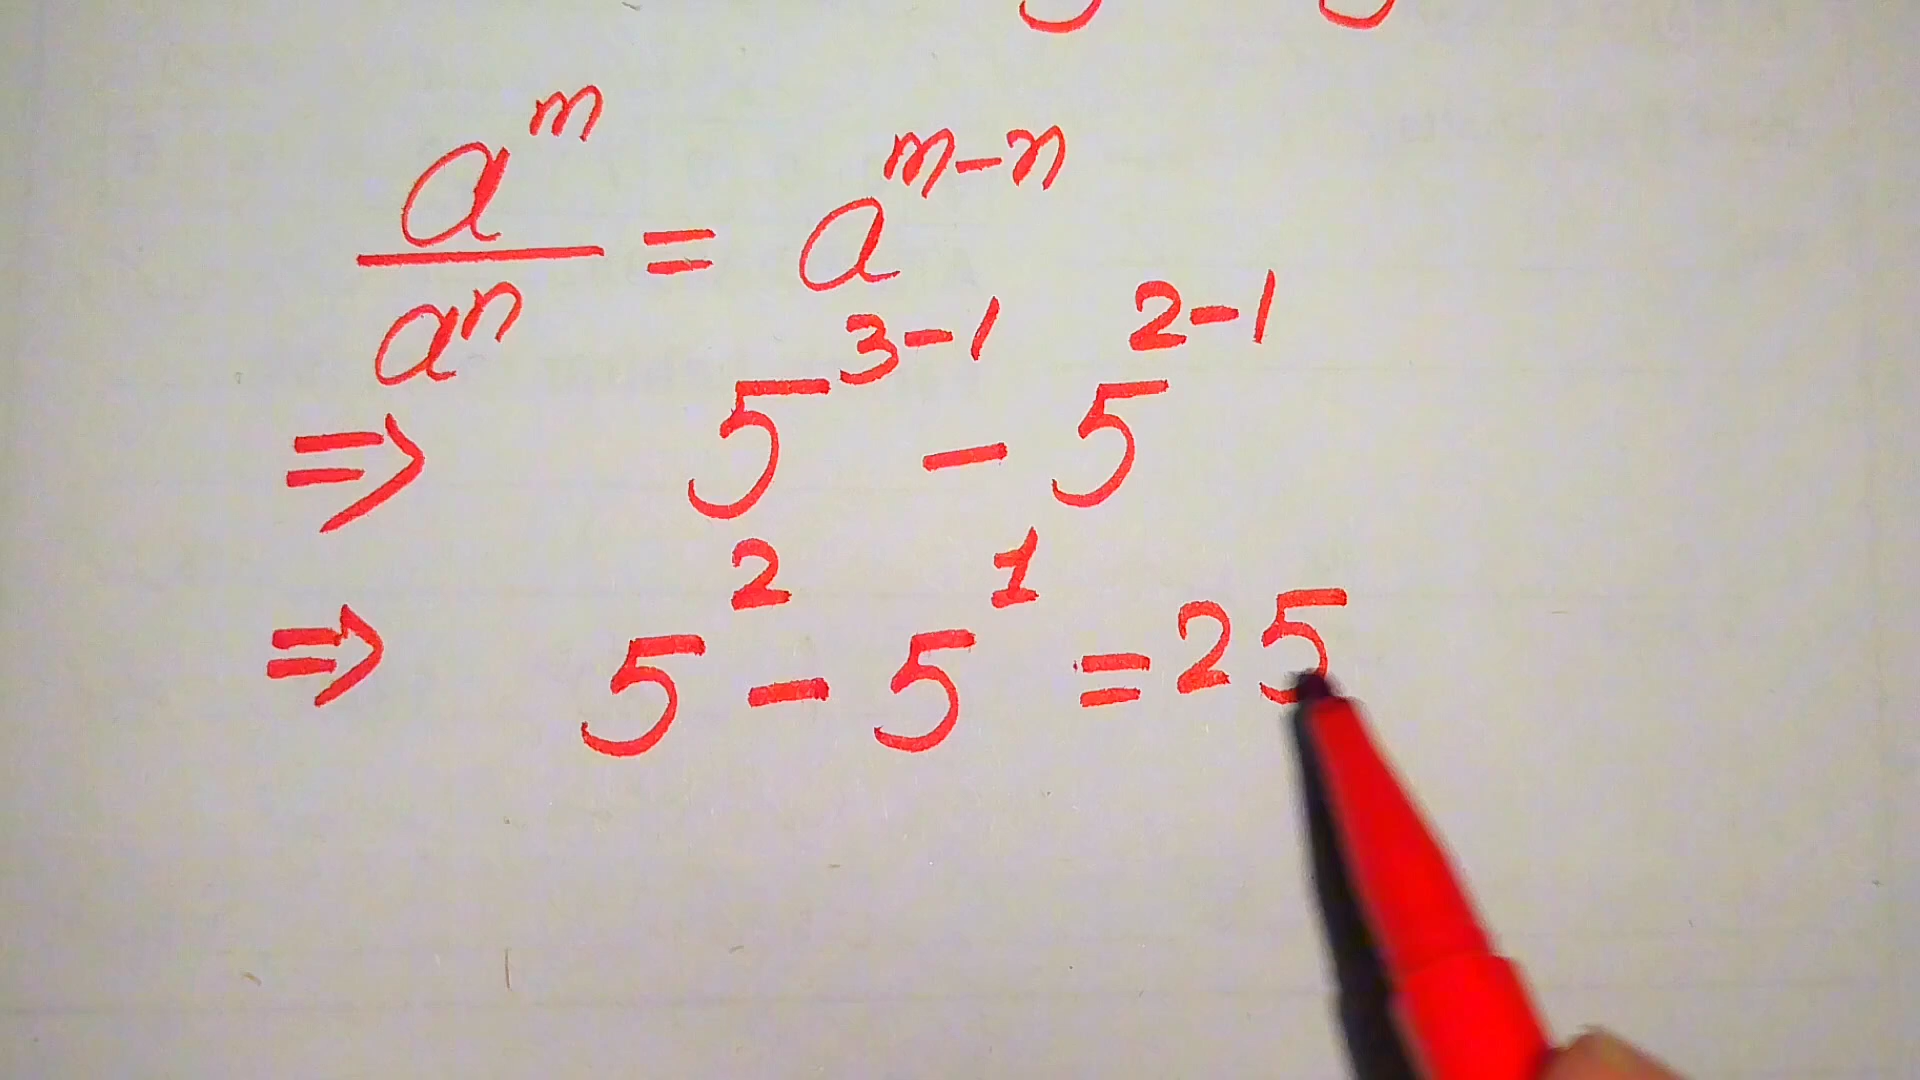 a^m / a^n = a^(m-n)
⇒ 5^(3-1) - 5^(2-1)
⇒ 5^2 - 5^1 = 25